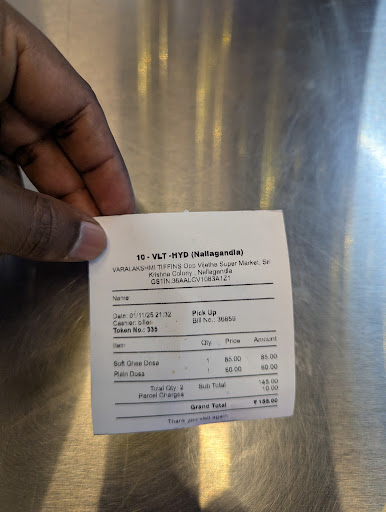 10 - VLT -HYD (Nallagandla)
VARALAKSHMI TIFFINS Opp Vijetha Super Market, Sri
Krishna Colony , Nallagandla
GSTIN:36AALCV1083A1Z1
Name:
Date: 01/11/25 21:32 Pick Up
Cashier: biller Bill No.: 36859
Token No.: 335
Item Qty. Price Amount
Soft Ghee Dosa 1 85.00 85.00
Plain Dosa 1 60.00 60.00
Total Qty: 2 Sub Total 145.00
Parcel Charges 10.00
Grand Total ₹ 155.00
Thank you visit again